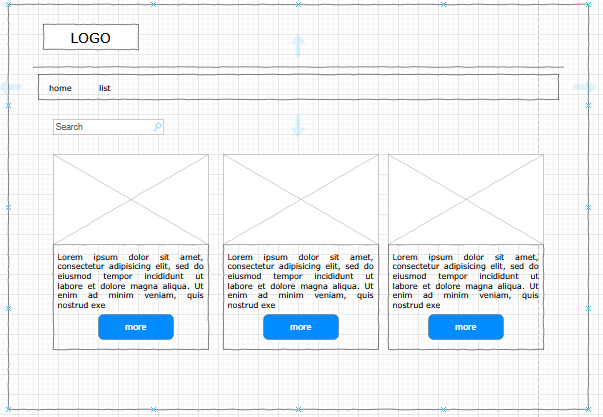 LOGO
home list
Search
Lorem ipsum dolor sit amet,
consectetur adipisicing elit, sed do
eiusmod tempor incididunt ut
labore et dolore magna aliqua. Ut
enim ad minim veniam, quis
nostrud exe
more
Lorem ipsum dolor sit amet,
consectetur adipisicing elit, sed do
eiusmod tempor incididunt ut
labore et dolore magna aliqua. Ut
enim ad minim veniam, quis
nostrud exe
more
Lorem ipsum dolor sit amet,
consectetur adipisicing elit, sed do
eiusmod tempor incididunt ut
labore et dolore magna aliqua. Ut
enim ad minim veniam, quis
nostrud exe
more